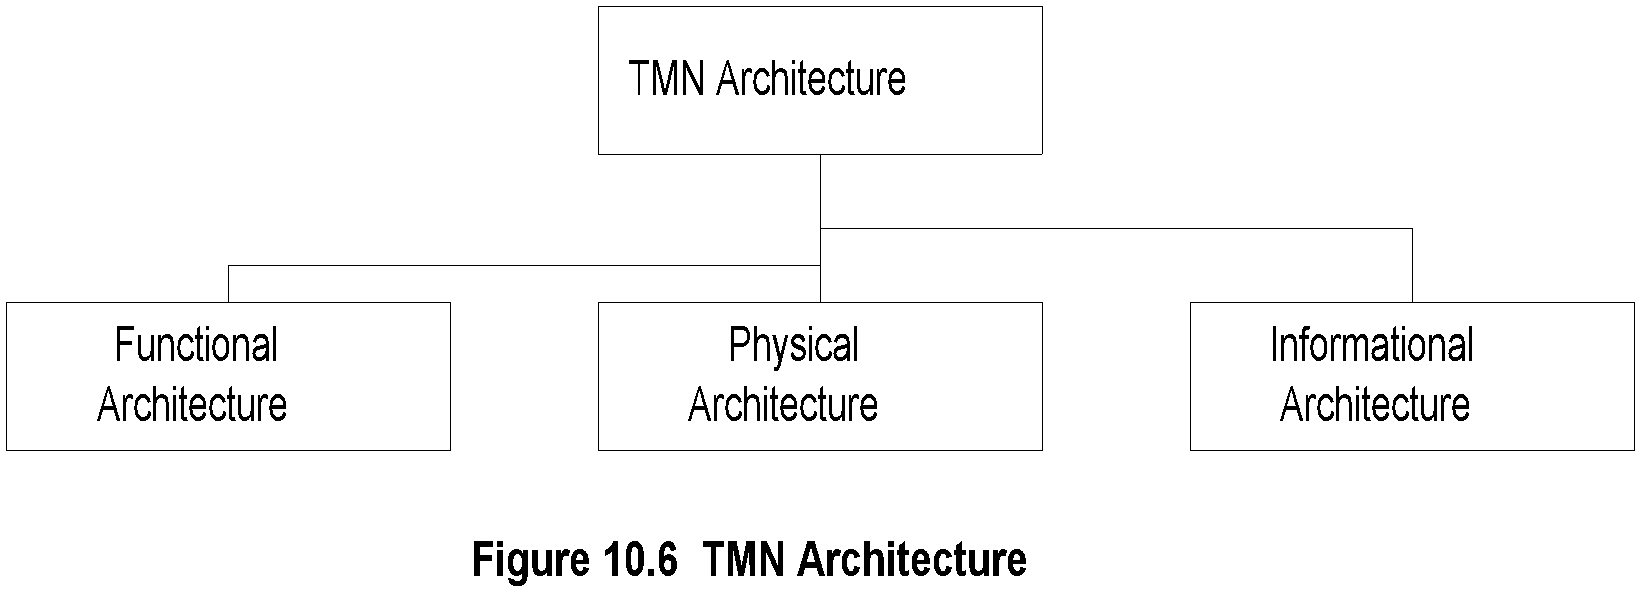 TMN Architecture
Functional
Architecture
Physical
Architecture
Informational
Architecture
Figure 10.6  TMN Architecture